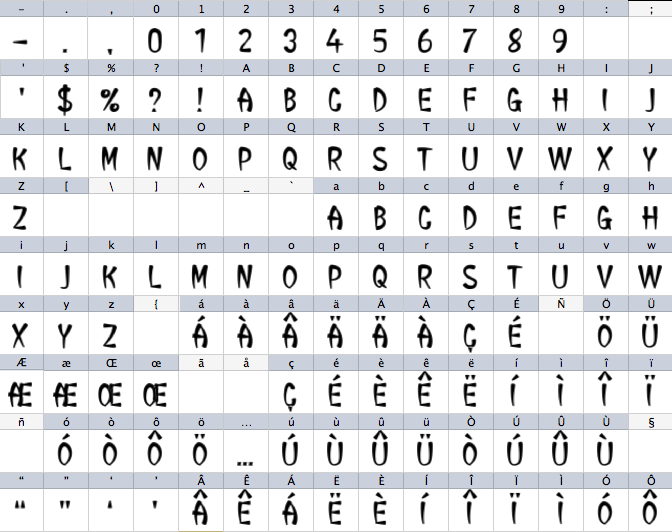 - . , 0 1 2 3 4 5 6 7 8 9 : ;
- . , 0 1 2 3 4 5 6 7 8 9
' $ % ? ! A B C D E F G H I J
' $ % ? ! A B C D E F G H I J
K L M N O P Q R S T U V W X Y
K L M N O P Q R S T U V W X Y
Z [ \ ] ^ _ ` a b c d e f g h
Z A B C D E F G H
i j k l m n o p q r s t u v w
I J K L M N O P Q R S T U V W
x y z { á à â ä Ä À Ç É Ñ Ö Ü
X Y Z Á À Â Ä Ä À Ç É Ö Ü
Æ æ Œ œ ã å ç é è ê ë í ì î ï
Æ Æ Œ Œ Ç É È Ê Ë Í Ì Î Ï
ñ ó ò ô ö … ú ù û ü Ò Ú Û Ù §
Ó Ò Ô Ö … Ú Ù Û Ü Ò Ú Û Ù
“ ” ‘ ’ Â Ê Á Ë È Í Î Ï Ì Ó Ô
“ ” ‘ ’ Â Ê Á Ë È Í Î Ï Ì Ó Ô